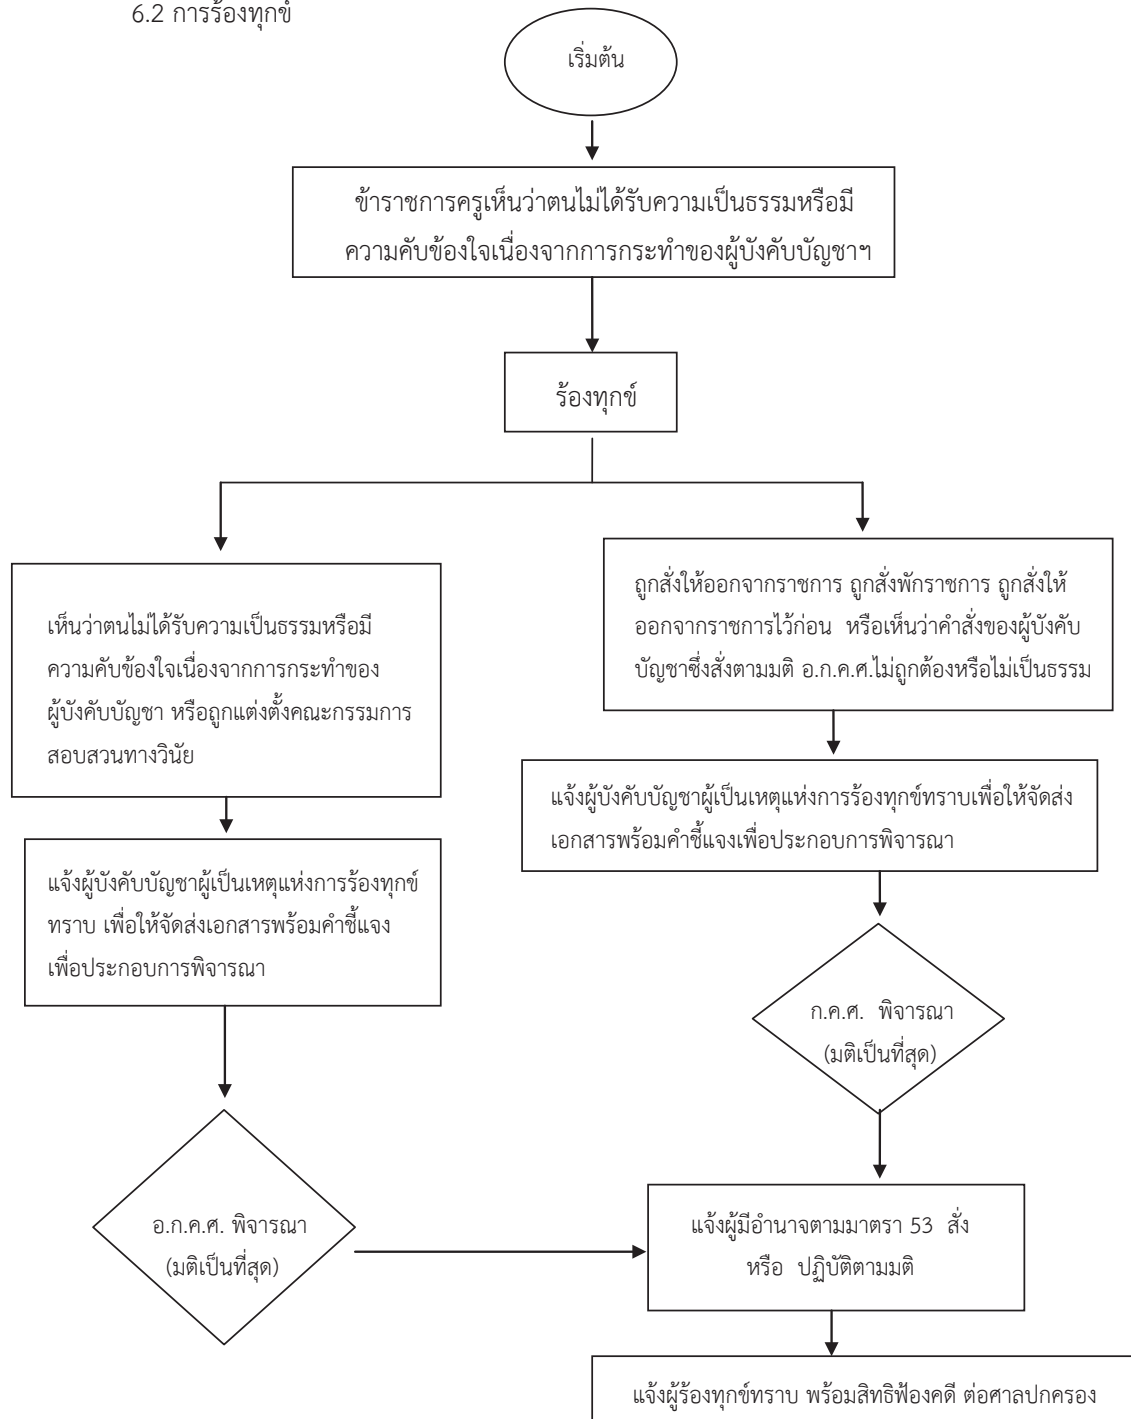 6.2 การร้องทุกข์
เริ่มต้น
ข้าราชการครูเห็นว่าตนไม่ได้รับความเป็นธรรมหรือมี
ความคับข้องใจเนื่องจากการกระทำของผู้บังคับบัญชาฯ
ร้องทุกข์
เห็นว่าตนไม่ได้รับความเป็นธรรมหรือมี
ความคับข้องใจเนื่องจากการกระทำของ
ผู้บังคับบัญชา หรือถูกแต่งตั้งคณะกรรมการ
สอบสวนทางวินัย
แจ้งผู้บังคับบัญชาผู้เป็นเหตุแห่งการร้องทุกข์
ทราบ เพื่อให้จัดส่งเอกสารพร้อมคำชี้แจง
เพื่อประกอบการพิจารณา
อ.ก.ค.ศ. พิจารณา
(มติเป็นที่สุด)
ถูกสั่งให้ออกจากราชการ ถูกสั่งพักราชการ ถูกสั่งให้
ออกจากราชการไว้ก่อน หรือเห็นว่าคำสั่งของผู้บังคับ
บัญชาซึ่งสั่งตามมติ อ.ก.ค.ศ.ไม่ถูกต้องหรือไม่เป็นธรรม
แจ้งผู้บังคับบัญชาผู้เป็นเหตุแห่งการร้องทุกข์ทราบเพื่อให้จัดส่ง
เอกสารพร้อมคำชี้แจงเพื่อประกอบการพิจารณา
ก.ค.ศ. พิจารณา
(มติเป็นที่สุด)
แจ้งผู้มีอำนาจตามมาตรา 53 สั่ง
หรือ ปฏิบัติตามมติ
แจ้งผู้ร้องทุกข์ทราบ พร้อมสิทธิฟ้องคดี ต่อศาลปกครอง